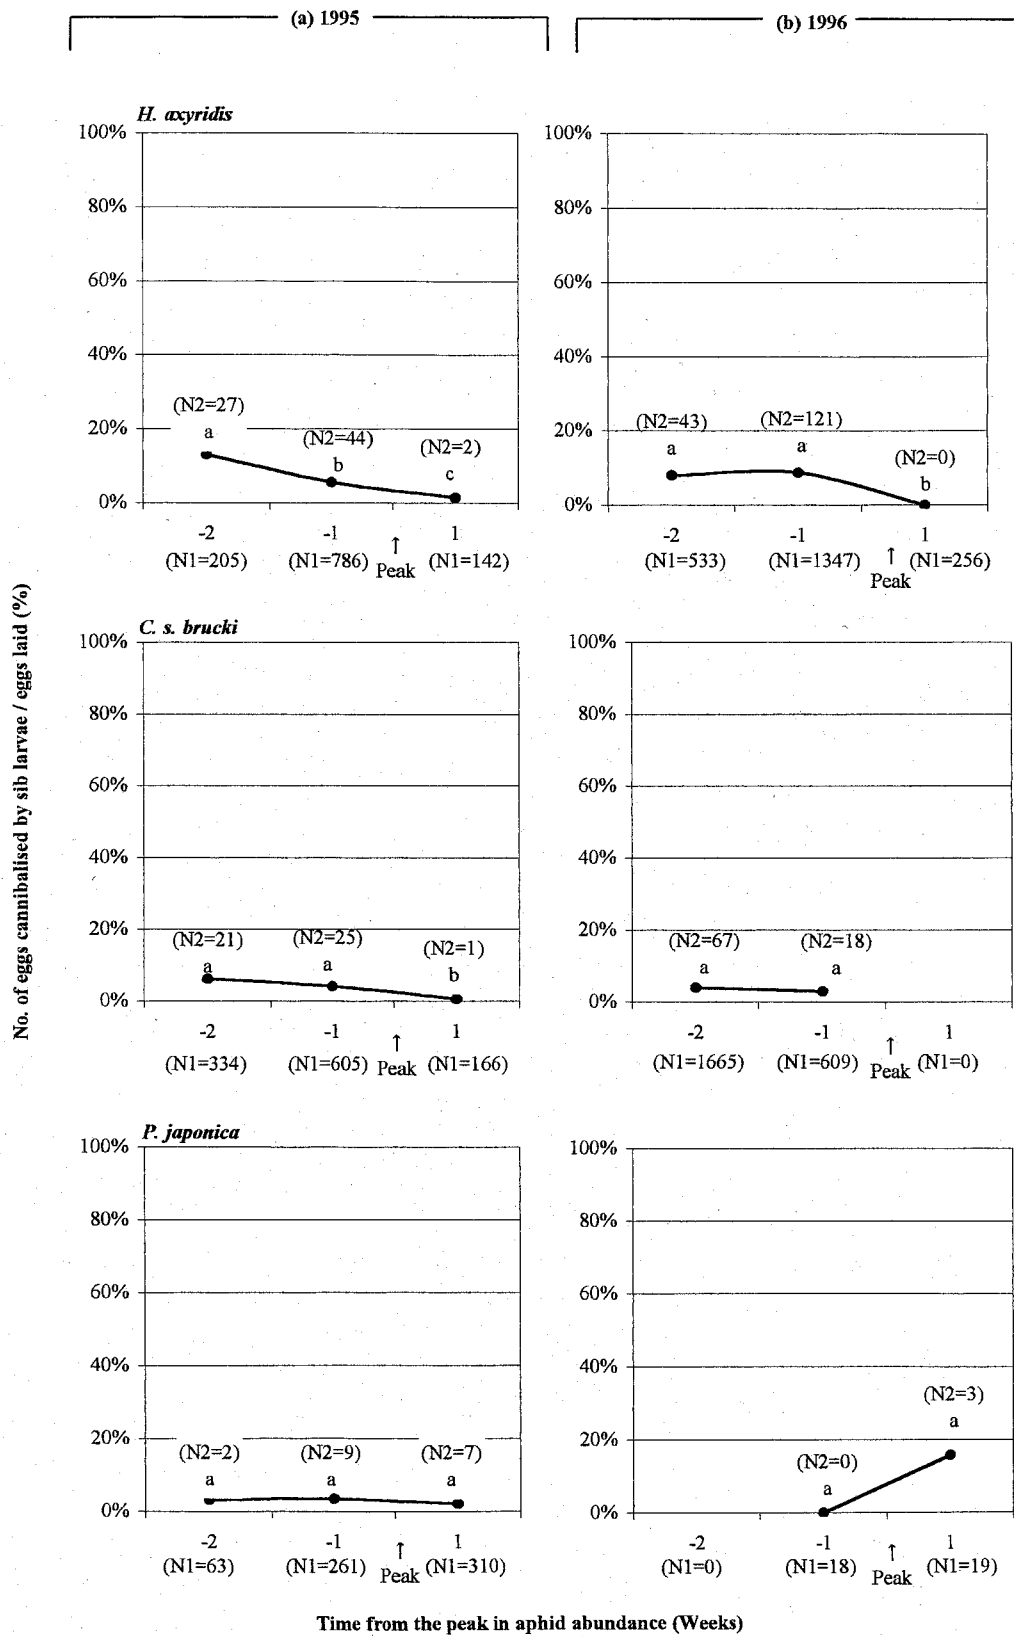 (a) 1995
(b) 1996
H. axyridis
100%
80%
60%
40%
20%
0%
(N2=27)
a
(N2=44)
b
(N2=2)
c
-2
-1
1
(N1=205)
(N1=786)
↑
Peak
(N1=142)
100%
80%
60%
40%
20%
0%
(N2=43)
a
(N2=121)
a
(N2=0)
b
-2
-1
1
(N1=533)
(N1=1347)
↑
Peak
(N1=256)
No. of eggs cannibalised by sib larvae / eggs laid (%)
C. s. brucki
100%
80%
60%
40%
20%
0%
(N2=21)
a
(N2=25)
a
(N2=1)
b
-2
-1
1
(N1=334)
(N1=605)
↑
Peak
(N1=166)
100%
80%
60%
40%
20%
0%
(N2=67)
a
(N2=18)
a
-2
-1
1
(N1=1665)
(N1=609)
↑
Peak
(N1=0)
P. japonica
100%
80%
60%
40%
20%
0%
(N2=2)
a
(N2=9)
a
(N2=7)
a
-2
-1
1
(N1=63)
(N1=261)
↑
Peak
(N1=310)
100%
80%
60%
40%
20%
0%
(N2=0)
a
(N2=3)
a
-2
-1
1
(N1=0)
(N1=18)
↑
Peak
(N1=19)
Time from the peak in aphid abundance (Weeks)